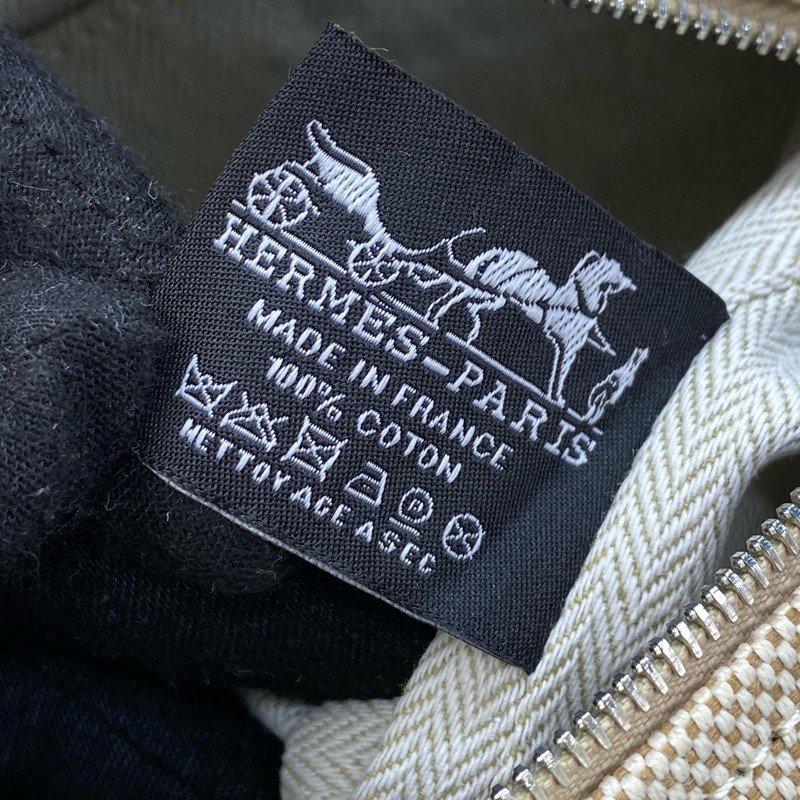 HERMES-PARIS
MADE IN FRANCE
100% COTON
NETTOYAGE A SEC